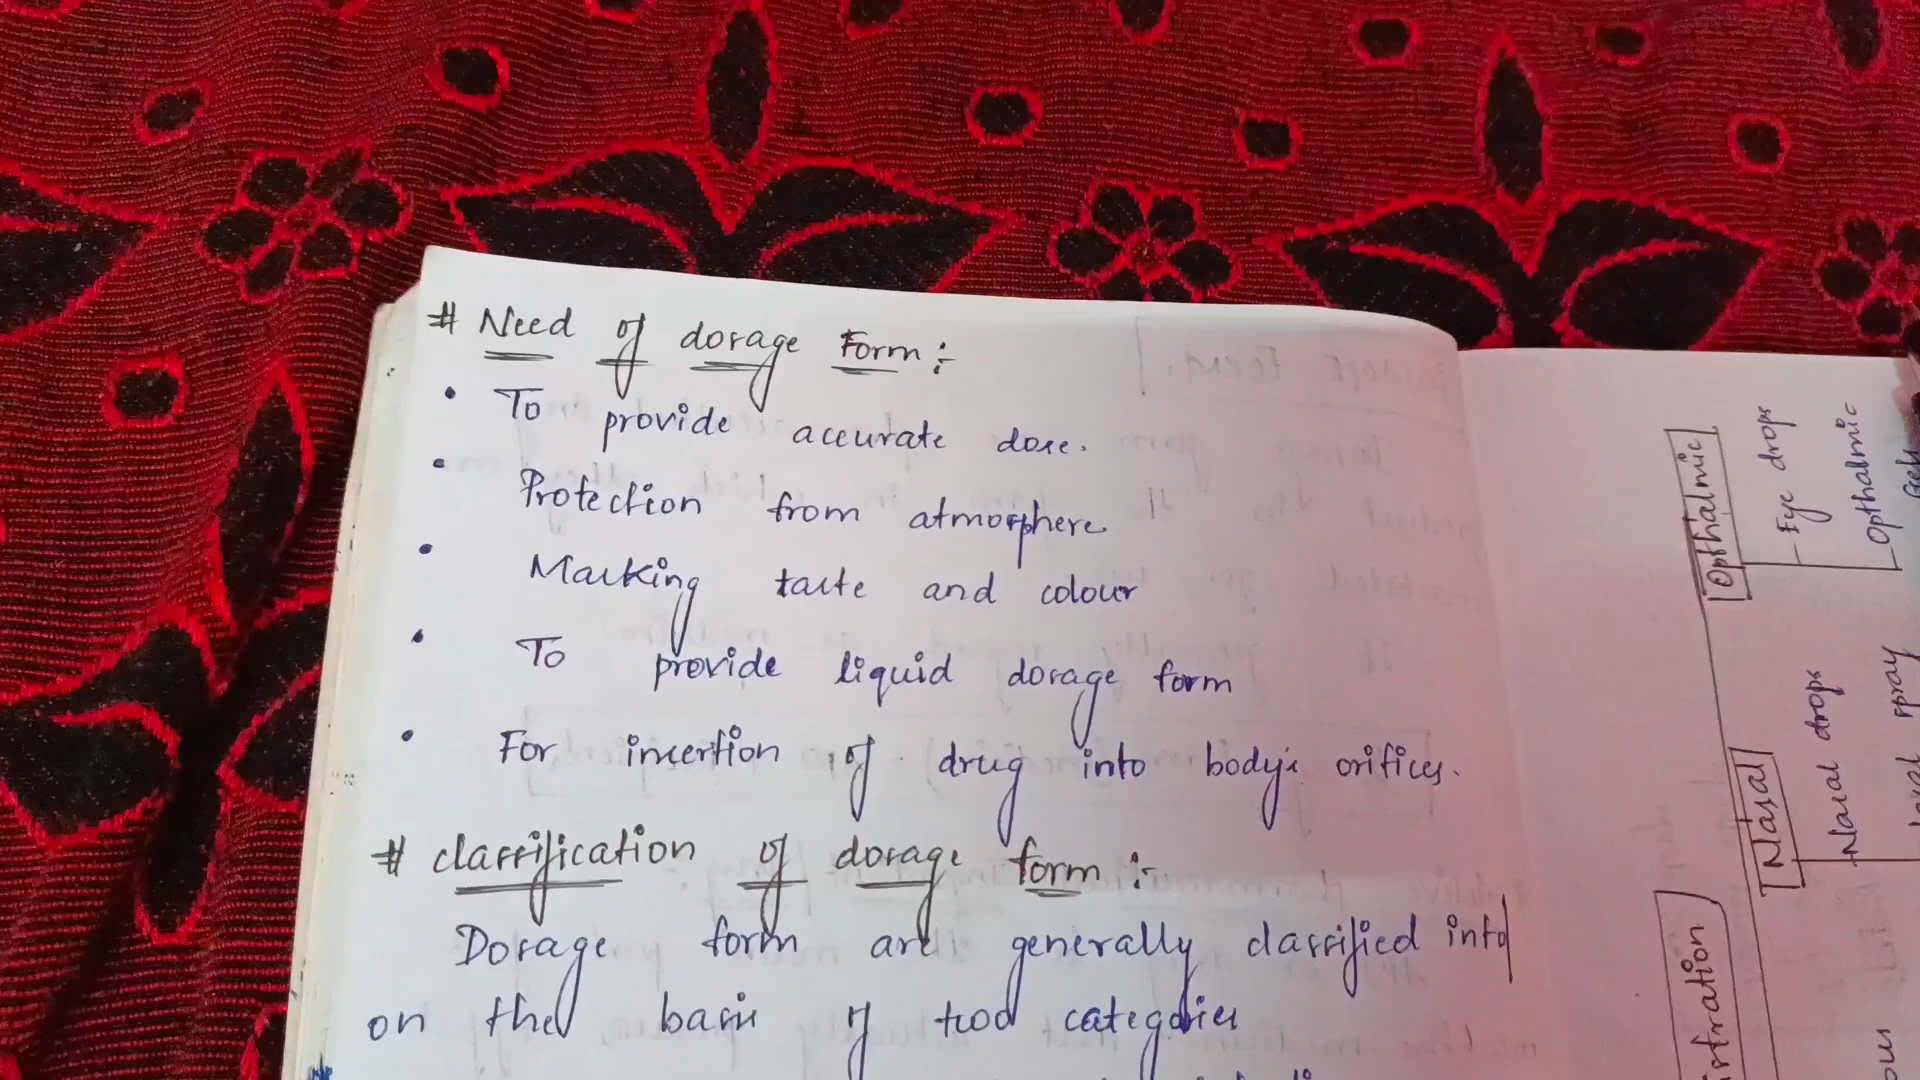 # Need of dosage form :-
• To provide accurate dose.
• Protection from atmosphere
• Masking taste and colour
• To provide liquid dosage form
• For insertion of drug into body's orifices.
# classification of dosage form :-
Dosage form are generally classified into
on the basis of two categories
Opthalmic
- Eye drops
- Opthalmic
Nasal
- Nasal drops
spray